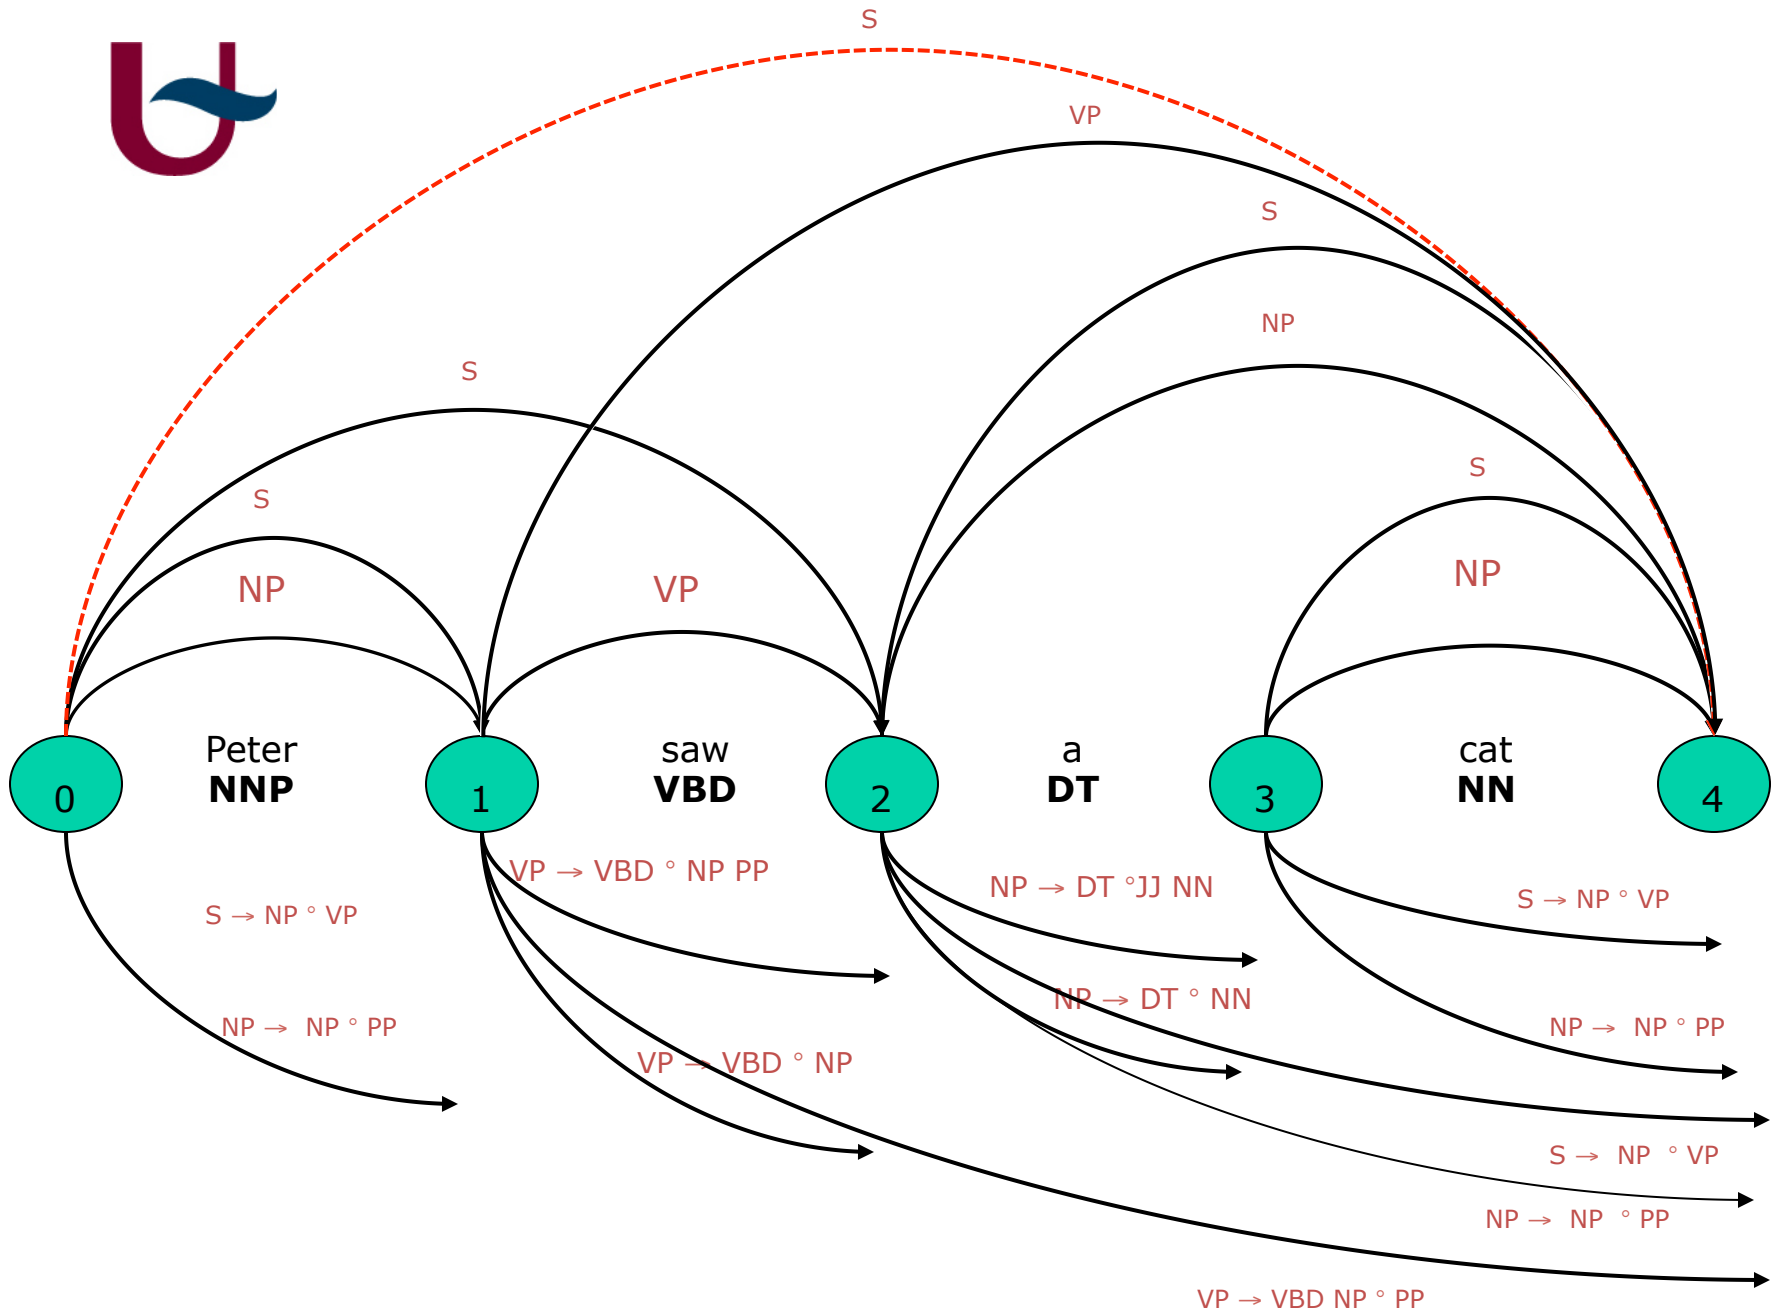 S
VP
S
NP
S
S
S
NP
NP
VP
Peter
NNP
saw
VBD
a
DT
cat
NN
0
1
2
3
4
VP → VBD ° NP PP
NP → DT °JJ NN
S → NP ° VP
S → NP ° VP
NP → DT ° NN
NP → NP ° PP
NP → NP ° PP
VP → VBD ° NP
S → NP ° VP
NP → NP ° PP
VP → VBD NP ° PP